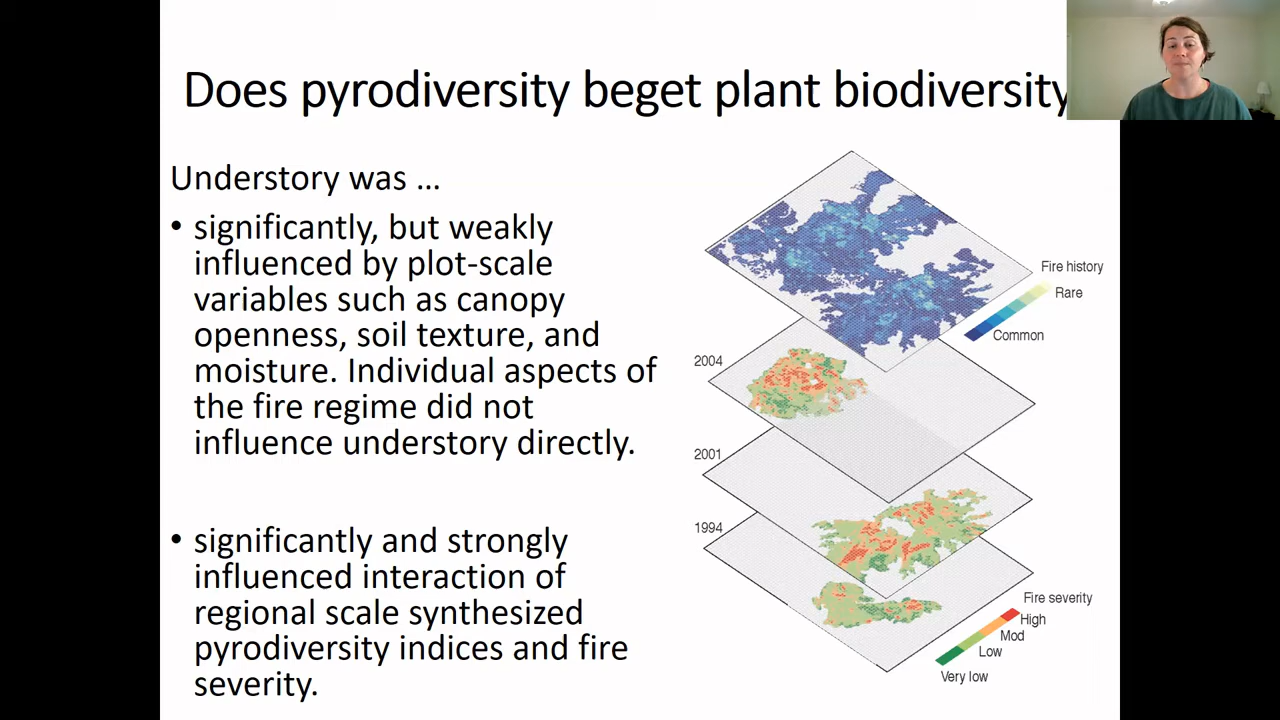 Does pyrodiversity beget plant biodiversity
Understory was …
• significantly, but weakly
influenced by plot-scale
variables such as canopy
openness, soil texture, and
moisture. Individual aspects of
the fire regime did not
influence understory directly.
• significantly and strongly
influenced interaction of
regional scale synthesized
pyrodiversity indices and fire
severity.
Fire history
Rare
Common
2004
2001
1994
Fire severity
High
Mod
Low
Very low